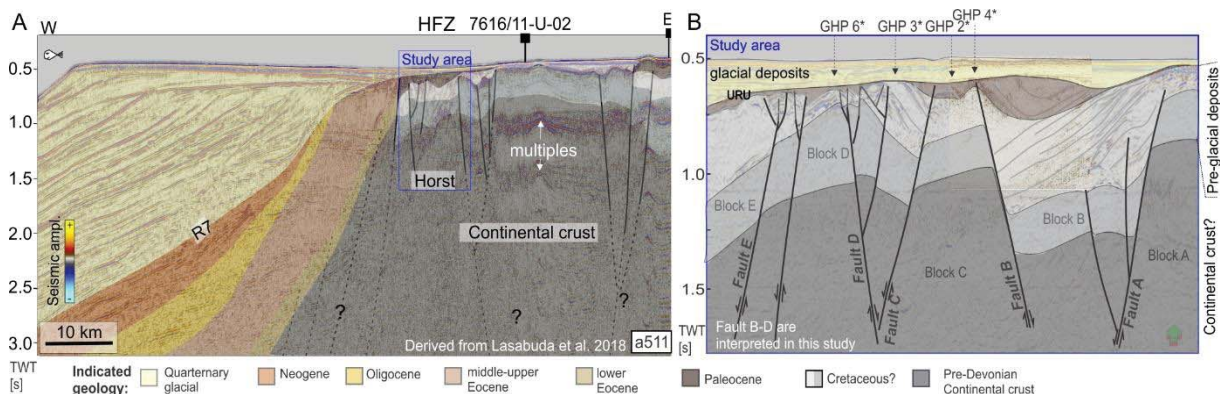 A
W
HFZ 7616/11-U-02
E
Study area
0.5
1.0
1.5
2.0
2.5
3.0
TWT
[s]
multiples
Horst
Continental crust
R7
Seismic ampl.
+
-
?
?
?
10 km
Derived from Lasabuda et al. 2018
a511
B
GHP 6*
GHP 3*
GHP 2*
GHP 4*
Study area
0.5
glacial deposits
URU
1.0
1.5
TWT
[s]
Block D
Block E
Block B
Block A
Block C
Fault E
Fault D
Fault C
Fault B
Fault A
Fault B-D are
interpreted in this study
Pre-glacial deposits
Continental crust?
Indicated
geology:
Quarternary
glacial
Neogene
Oligocene
middle-upper
Eocene
lower
Eocene
Paleocene
Cretaceous?
Pre-Devonian
Continental crust